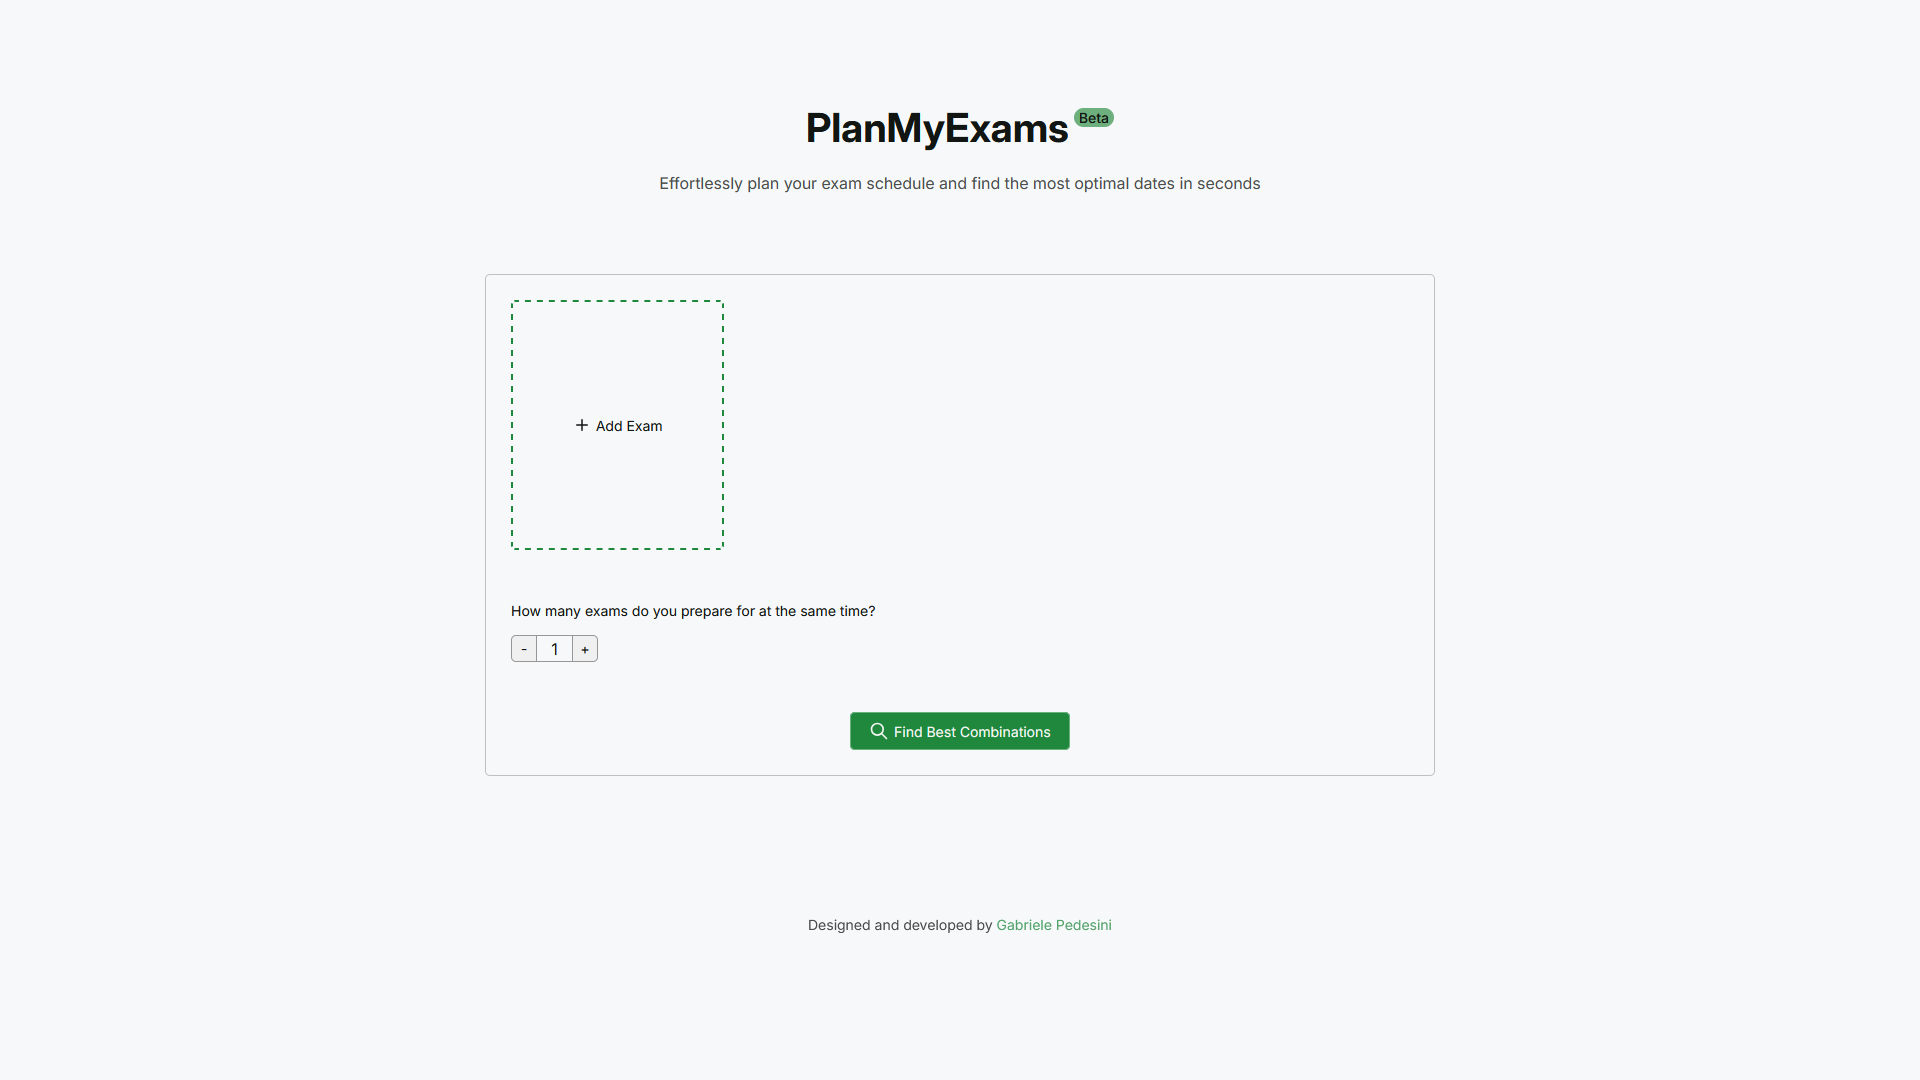 PlanMyExams Beta
Effortlessly plan your exam schedule and find the most optimal dates in seconds
+ Add Exam
How many exams do you prepare for at the same time?
- 1 +
Find Best Combinations
Designed and developed by Gabriele Pedesini